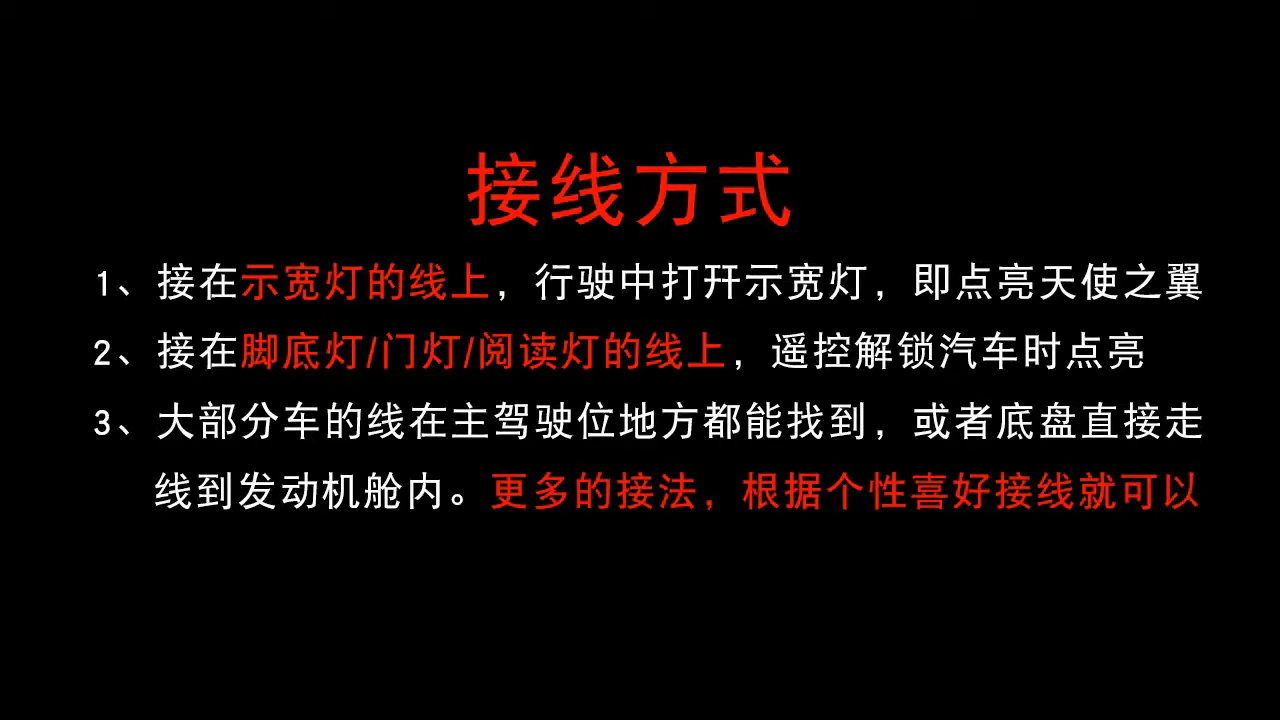 接线方式
1、接在示宽灯的线上，行驶中打开示宽灯，即点亮天使之翼
2、接在脚底灯/门灯/阅读灯的线上，遥控解锁汽车时点亮
3、大部分车的线在主驾驶位地方都能找到，或者底盘直接走
线到发动机舱内。更多的接法，根据个性喜好接线就可以